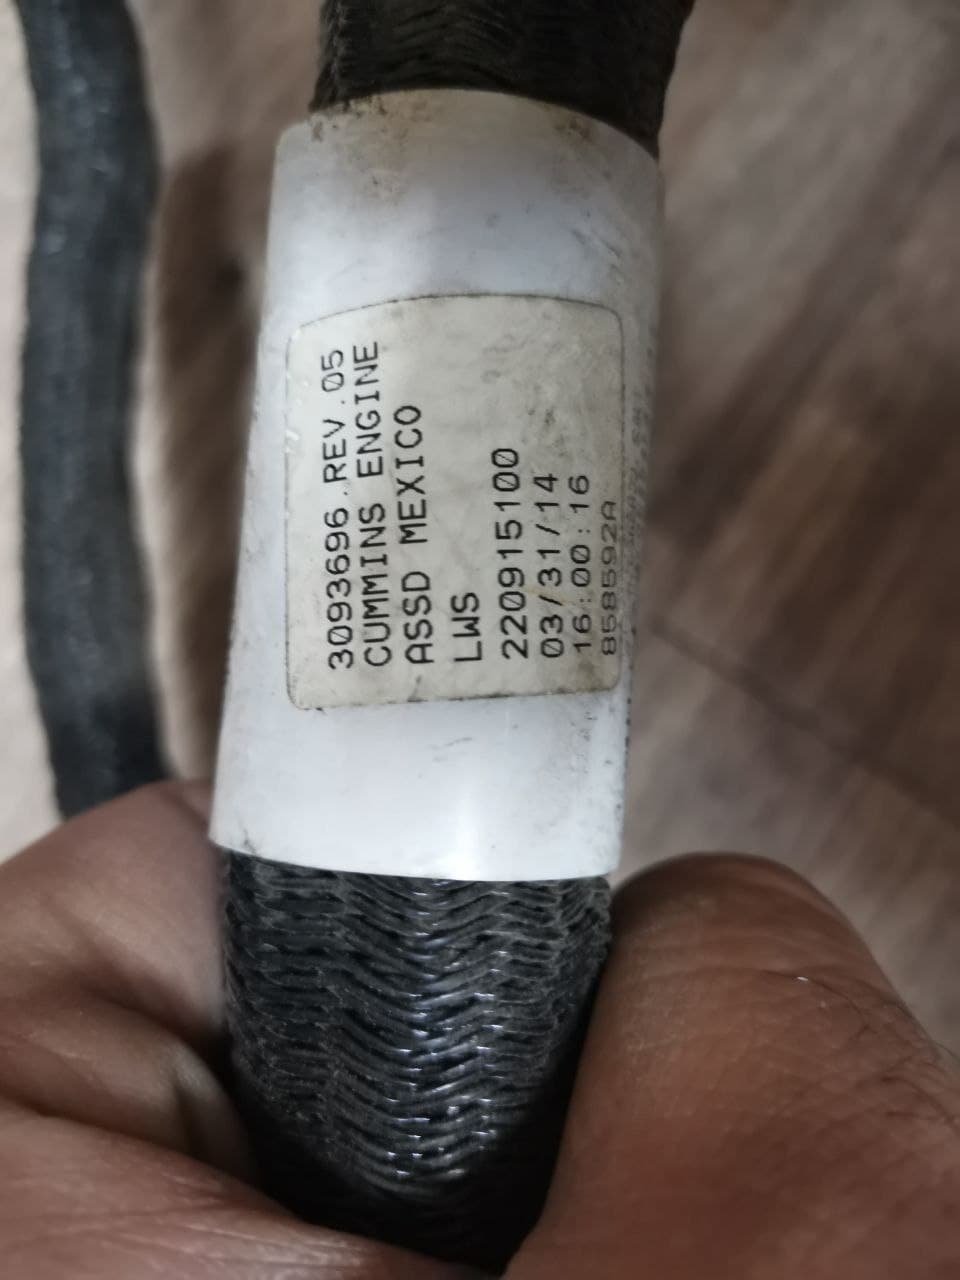 3093696.REV.05
CUMMINS ENGINE
ASSD MEXICO
LWS
220915100
03/31/14
16:00:16
858592A